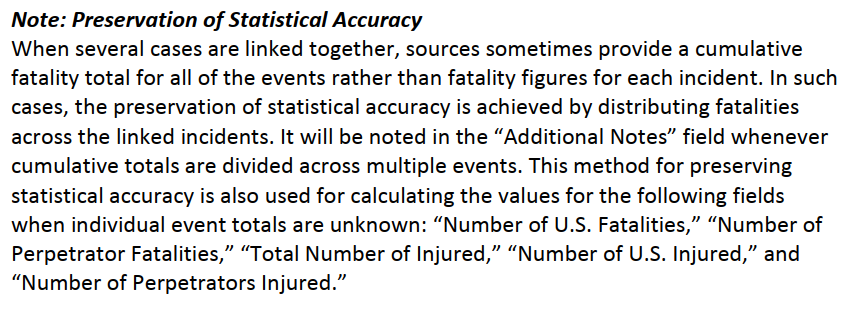 Note: Preservation of Statistical Accuracy
When several cases are linked together, sources sometimes provide a cumulative
fatality total for all of the events rather than fatality figures for each incident. In such
cases, the preservation of statistical accuracy is achieved by distributing fatalities
across the linked incidents. It will be noted in the “Additional Notes” field whenever
cumulative totals are divided across multiple events. This method for preserving
statistical accuracy is also used for calculating the values for the following fields
when individual event totals are unknown: “Number of U.S. Fatalities,” “Number of
Perpetrator Fatalities,” “Total Number of Injured,” “Number of U.S. Injured,” and
“Number of Perpetrators Injured.”